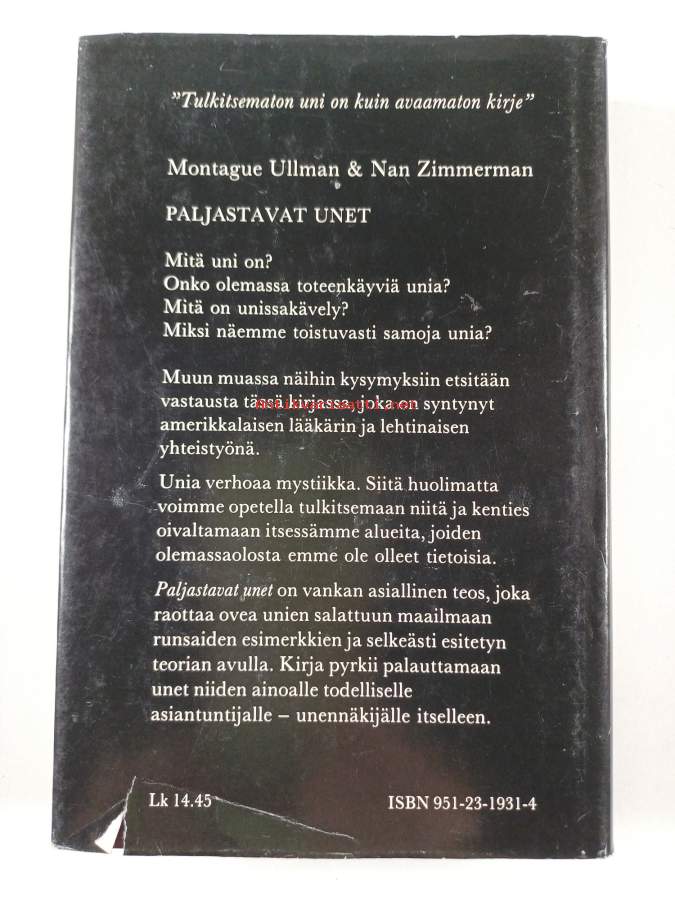 ”Tulkitsematon uni on kuin avaamaton kirje”
Montague Ullman & Nan Zimmerman
PALJASTAVAT UNET
Mitä uni on?
Onko olemassa toteenkäyviä unia?
Mitä on unissakävely?
Miksi näemme toistuvasti samoja unia?
Muun muassa näihin kysymyksiin etsitään
vastausta tässä kirjassa, joka on syntynyt
amerikkalaisen lääkärin ja lehtinaisen
yhteistyönä.
Unia verhoaa mystiikka. Siitä huolimatta
voimme opetella tulkitsemaan niitä ja kenties
oivaltamaan itsessämme alueita, joiden
olemassaolosta emme ole olleet tietoisia.
Paljastavat unet on vankan asiallinen teos, joka
raottaa ovea unien salattuun maailmaan
runsaiden esimerkkien ja selkeästi esitetyn
teorian avulla. Kirja pyrkii palauttamaan
unet niiden ainoalle todelliselle
asiantuntijalle – unennäkijälle itselleen.
Lk 14.45 ISBN 951-23-1931-4